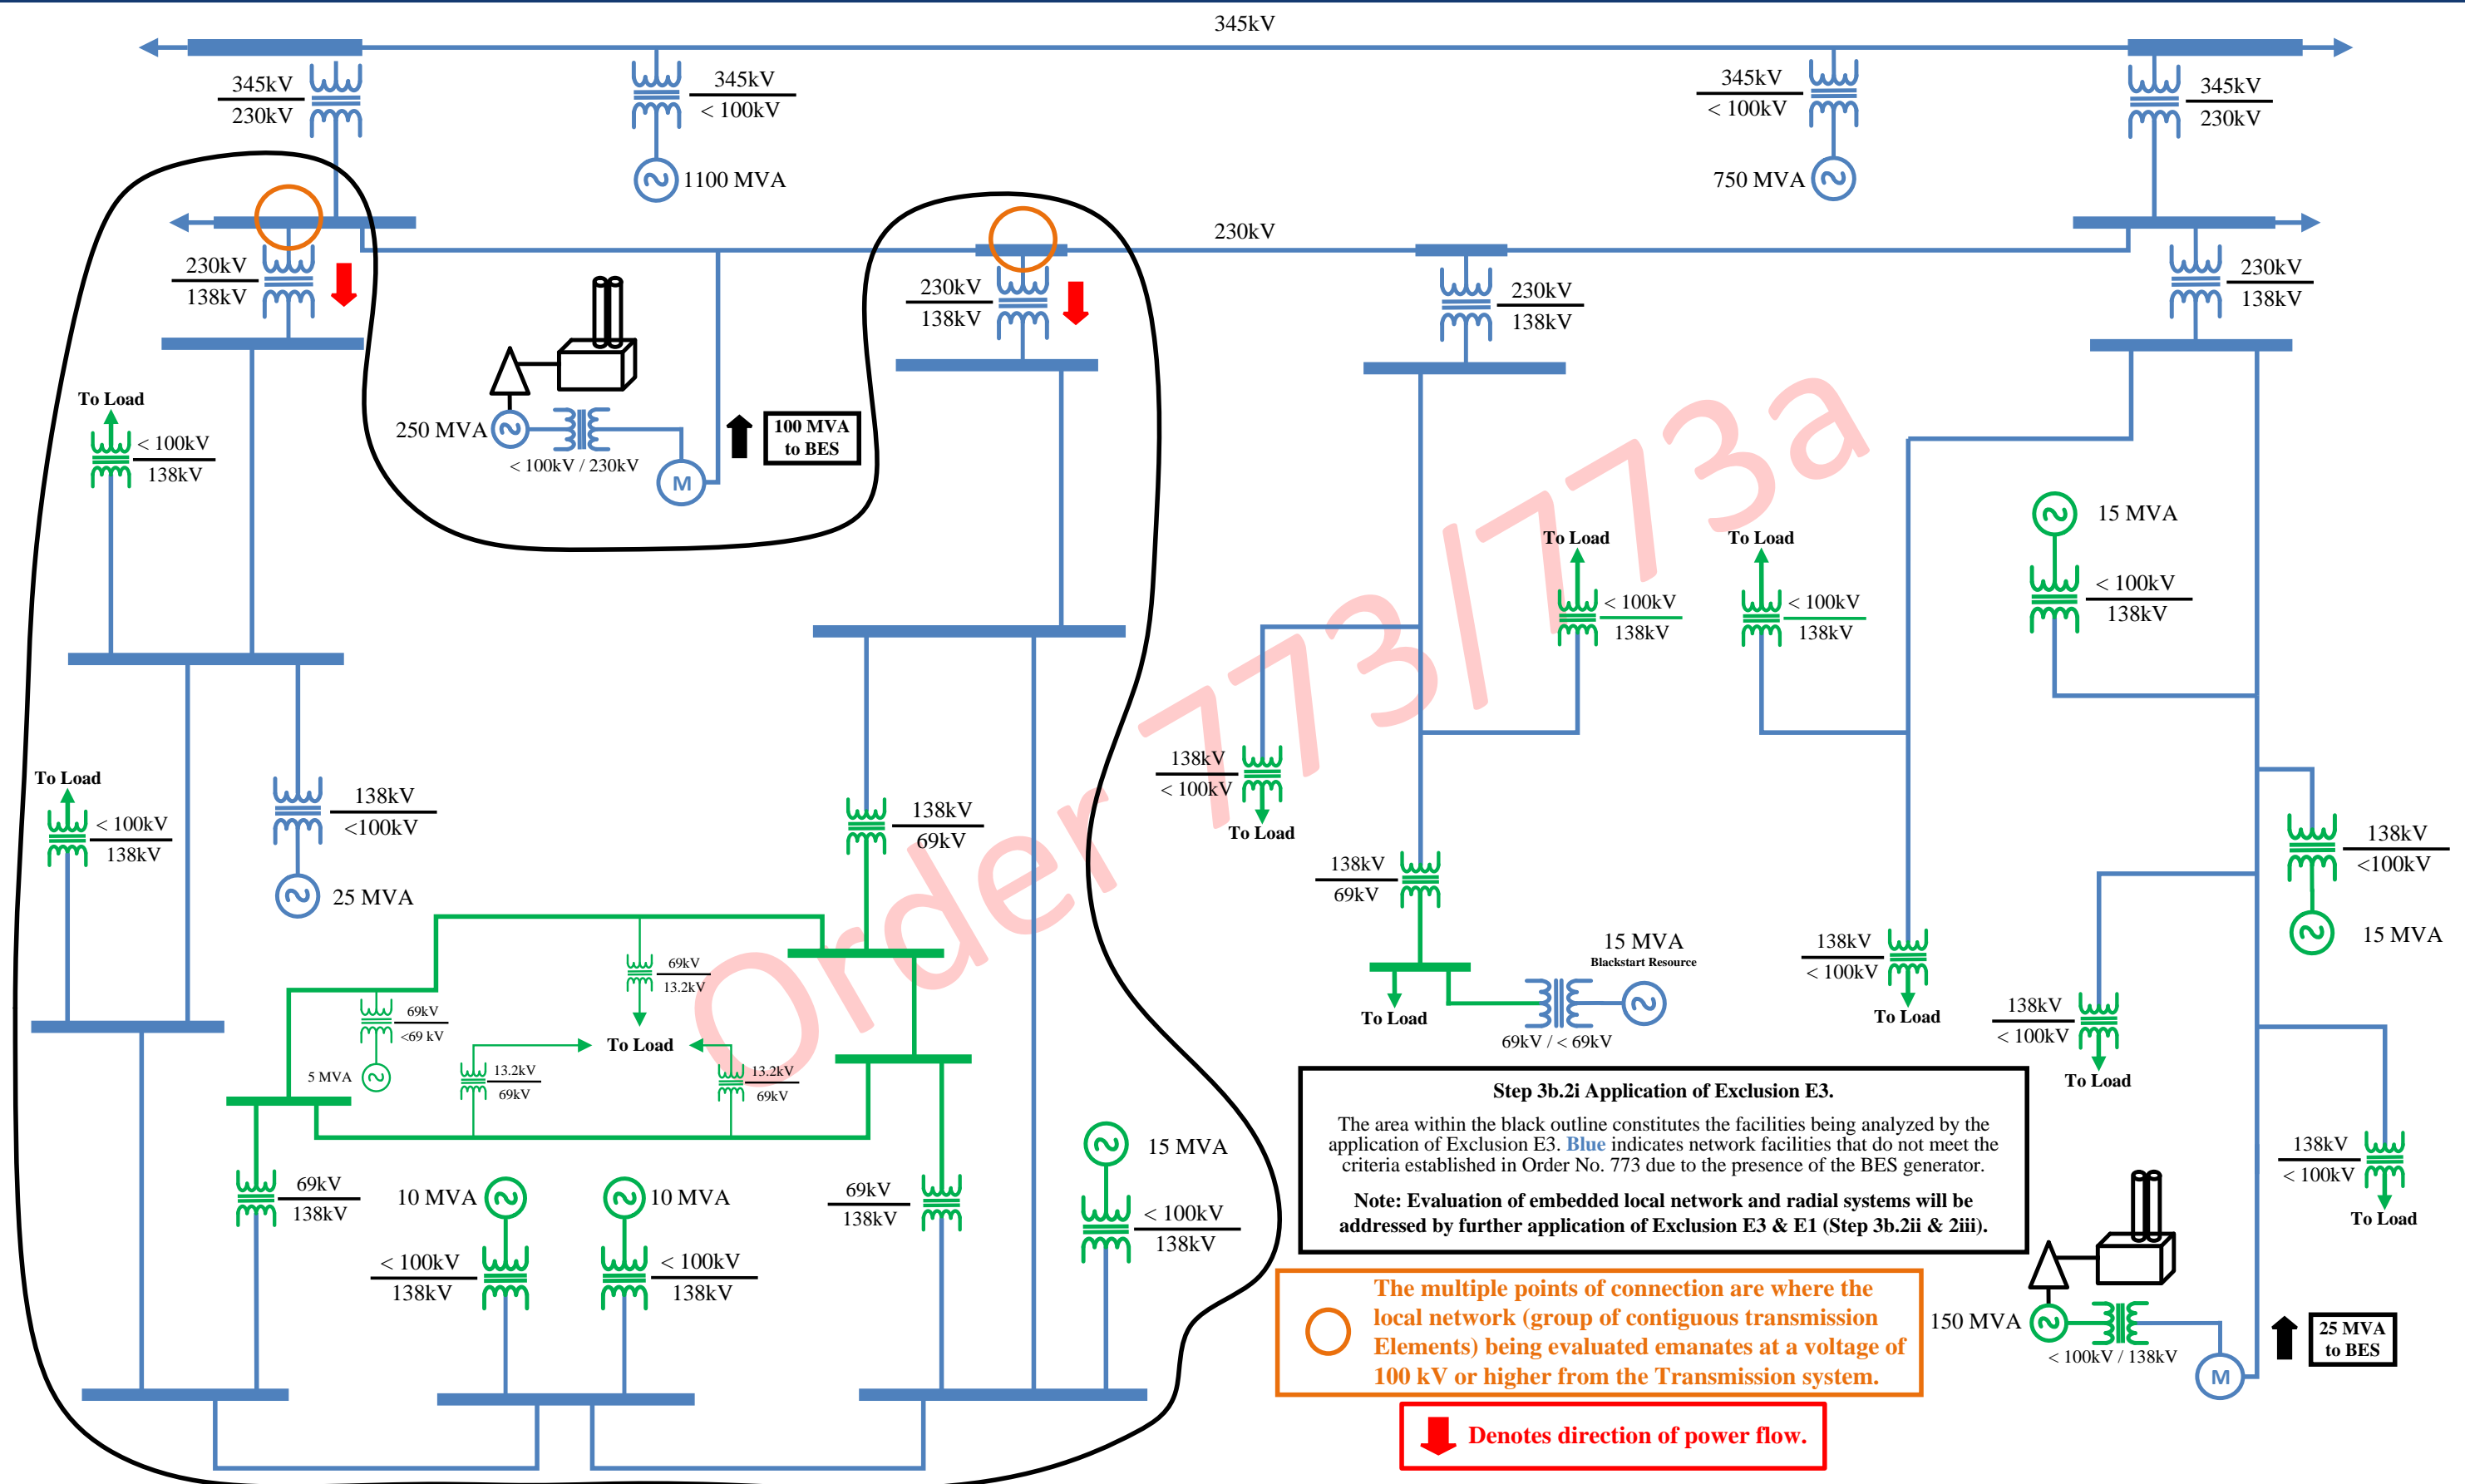 345kV
345kV
230kV
345kV
< 100kV
345kV
< 100kV
345kV
230kV
1100 MVA
750 MVA
230kV
230kV
138kV
230kV
138kV
230kV
138kV
230kV
138kV
To Load
< 100kV
138kV
250 MVA
< 100kV / 230kV
M
100 MVA
to BES
Order 773/773a
15 MVA
< 100kV
138kV
To Load
< 100kV
138kV
To Load
< 100kV
138kV
To Load
< 100kV
138kV
138kV
<100kV
25 MVA
138kV
69kV
138kV
< 100kV
To Load
138kV
69kV
138kV
<100kV
15 MVA
69kV
13.2kV
To Load
69kV
<69 kV
5 MVA
13.2kV
69kV
13.2kV
69kV
15 MVA
Blackstart Resource
To Load
69kV / < 69kV
138kV
< 100kV
To Load
138kV
< 100kV
To Load
138kV
< 100kV
To Load
69kV
138kV
10 MVA
< 100kV
138kV
10 MVA
< 100kV
138kV
69kV
138kV
15 MVA
< 100kV
138kV
Step 3b.2i Application of Exclusion E3.
The area within the black outline constitutes the facilities being analyzed by the
application of Exclusion E3. Blue indicates network facilities that do not meet the
criteria established in Order No. 773 due to the presence of the BES generator.
Note: Evaluation of embedded local network and radial systems will be
addressed by further application of Exclusion E3 & E1 (Step 3b.2ii & 2iii).
The multiple points of connection are where the
local network (group of contiguous transmission
Elements) being evaluated emanates at a voltage of
100 kV or higher from the Transmission system.
Denotes direction of power flow.
150 MVA
< 100kV / 138kV
M
25 MVA
to BES